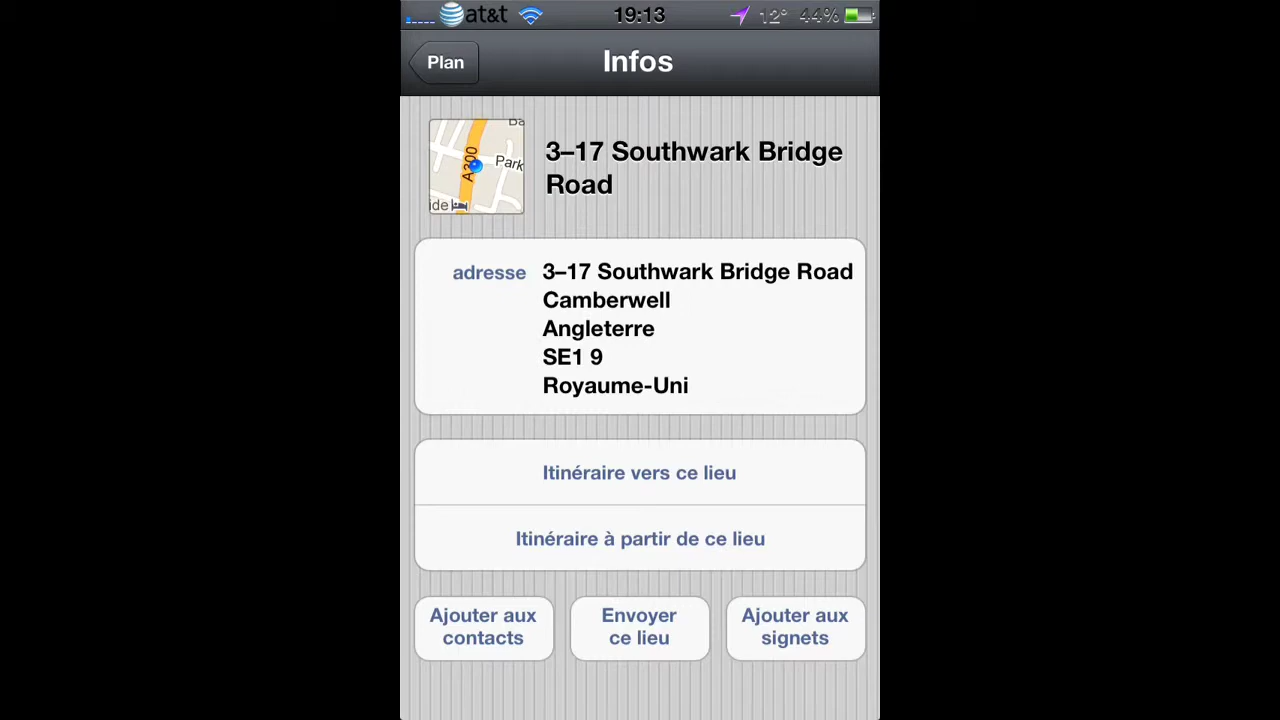 at&t 19:13 12° 44%
Plan Infos
Ba
A200
Park
ide
3–17 Southwark Bridge
Road
adresse 3–17 Southwark Bridge Road
Camberwell
Angleterre
SE1 9
Royaume-Uni
Itinéraire vers ce lieu
Itinéraire à partir de ce lieu
Ajouter aux
contacts
Envoyer
ce lieu
Ajouter aux
signets